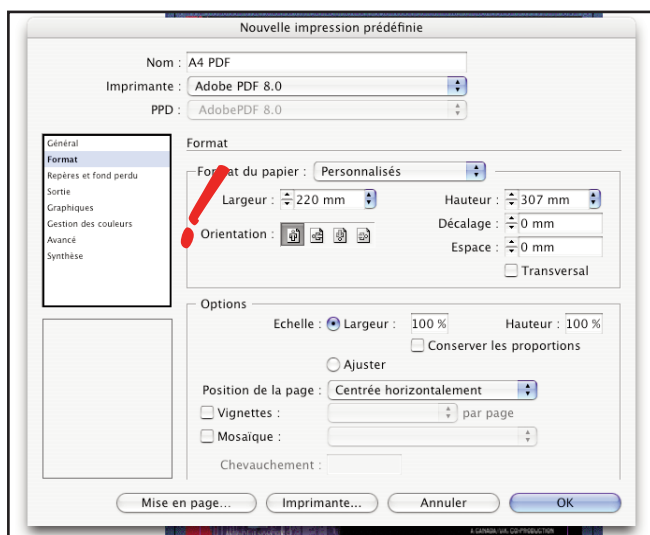 Nouvelle impression prédéfinie
Nom : A4 PDF
Imprimante : Adobe PDF 8.0
PPD : AdobePDF 8.0
Général
Format
Repères et fond perdu
Sortie
Graphiques
Gestion des couleurs
Avancé
Synthèse
Format
Format du papier : Personnalisés
Largeur : 220 mm Hauteur : 307 mm
Orientation : Décalage : 0 mm
Espace : 0 mm
Transversal
Options
Echelle : Largeur : 100 % Hauteur : 100 %
Conserver les proportions
Ajuster
Position de la page : Centrée horizontalement
Vignettes : par page
Mosaïque :
Chevauchement :
Mise en page... Imprimante... Annuler OK
A CANADA/U.K. CO-PRODUCTION